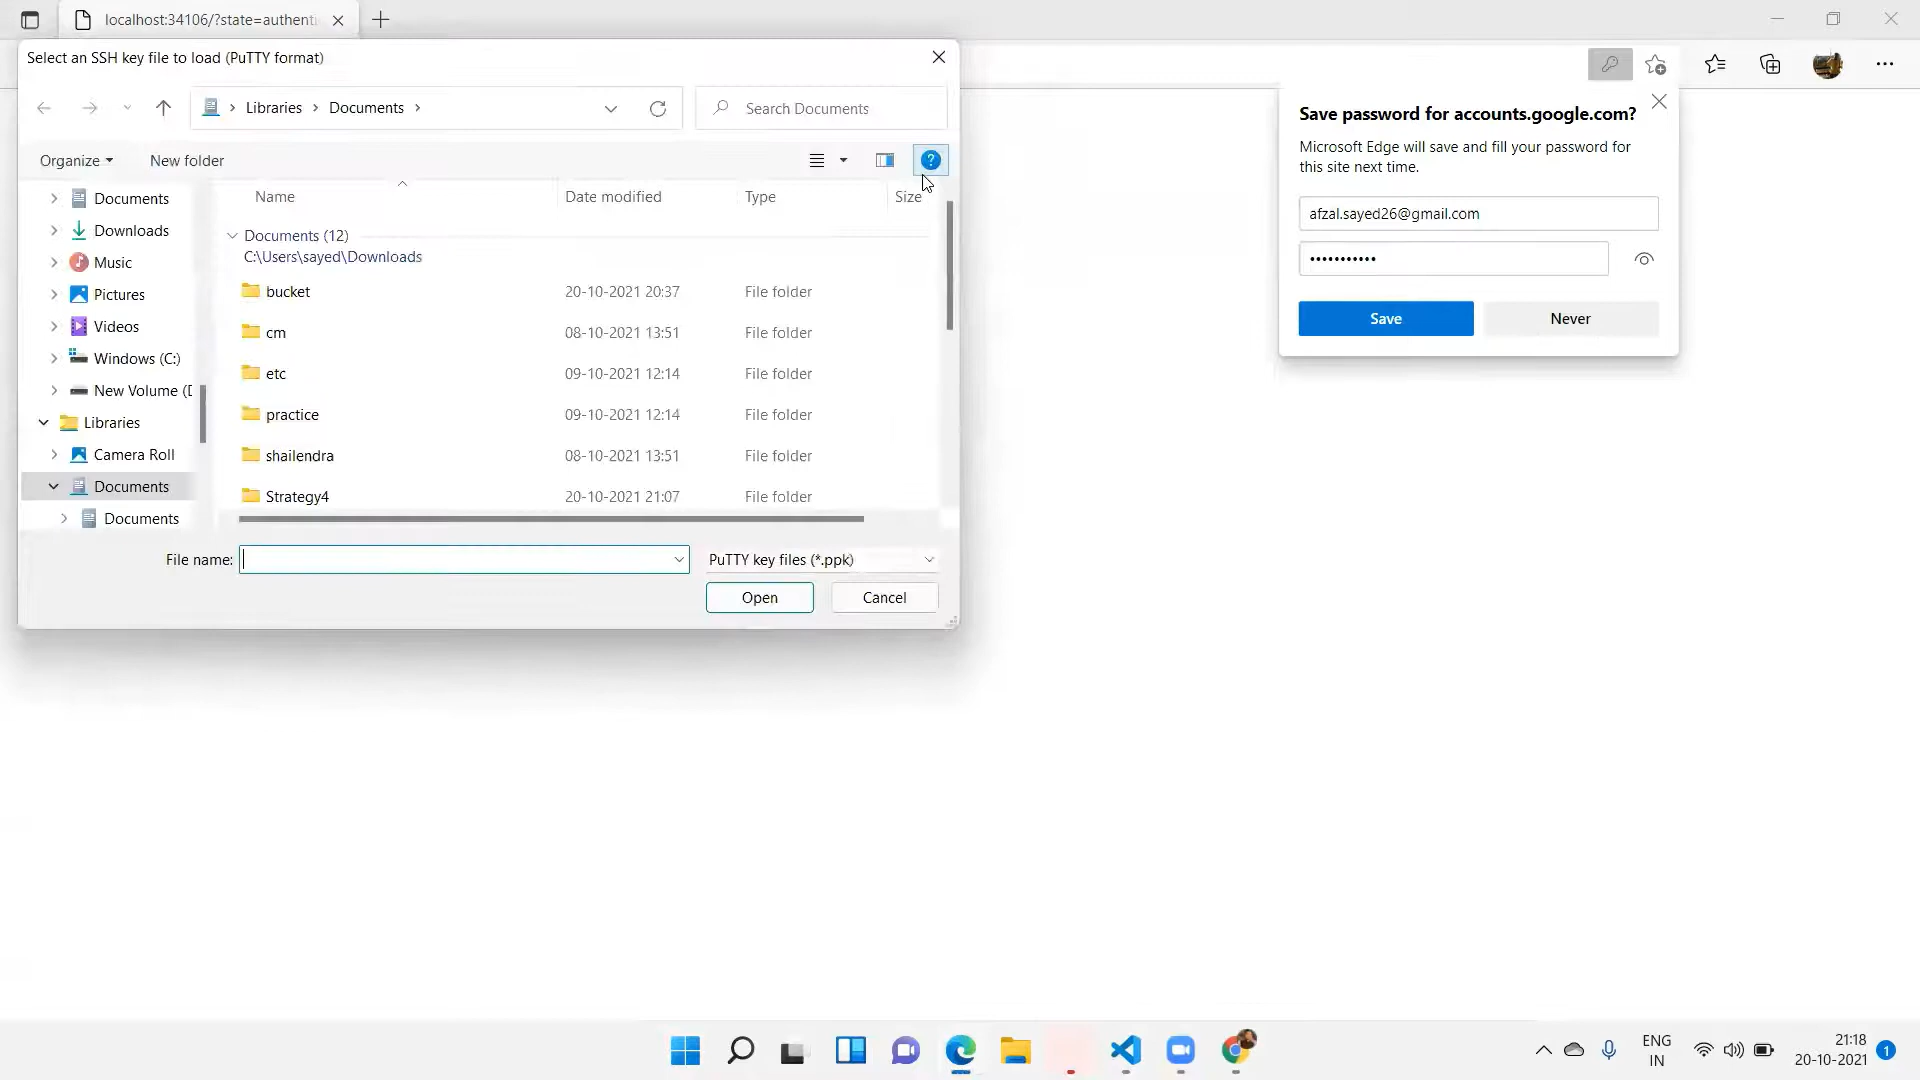 localhost:34106/?state=authenti
Select an SSH key file to load (PuTTY format)
Libraries
Documents
Search Documents
Organize
New folder
Documents
Downloads
Music
Pictures
Videos
Windows (C:)
New Volume (D
Libraries
Camera Roll
Documents
Documents
Name Date modified Type Size
Documents (12)
C:\Users\sayed\Downloads
bucket 20-10-2021 20:37 File folder
cm 08-10-2021 13:51 File folder
etc 09-10-2021 12:14 File folder
practice 09-10-2021 12:14 File folder
shailendra 08-10-2021 13:51 File folder
Strategy4 20-10-2021 21:07 File folder
File name:
PuTTY key files (*.ppk)
Open
Cancel
Save password for accounts.google.com?
Microsoft Edge will save and fill your password for
this site next time.
afzal.sayed26@gmail.com
•••••••••••
Save
Never
ENG
IN
21:18
20-10-2021
1